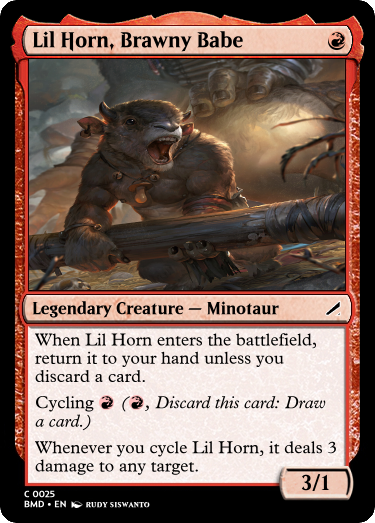 Lil Horn, Brawny Babe
Legendary Creature — Minotaur
When Lil Horn enters the battlefield,
return it to your hand unless you
discard a card.
Cycling (, Discard this card: Draw
a card.)
Whenever you cycle Lil Horn, it deals 3
damage to any target.
3/1
C 0025
BMD • EN RUDY SISWANTO